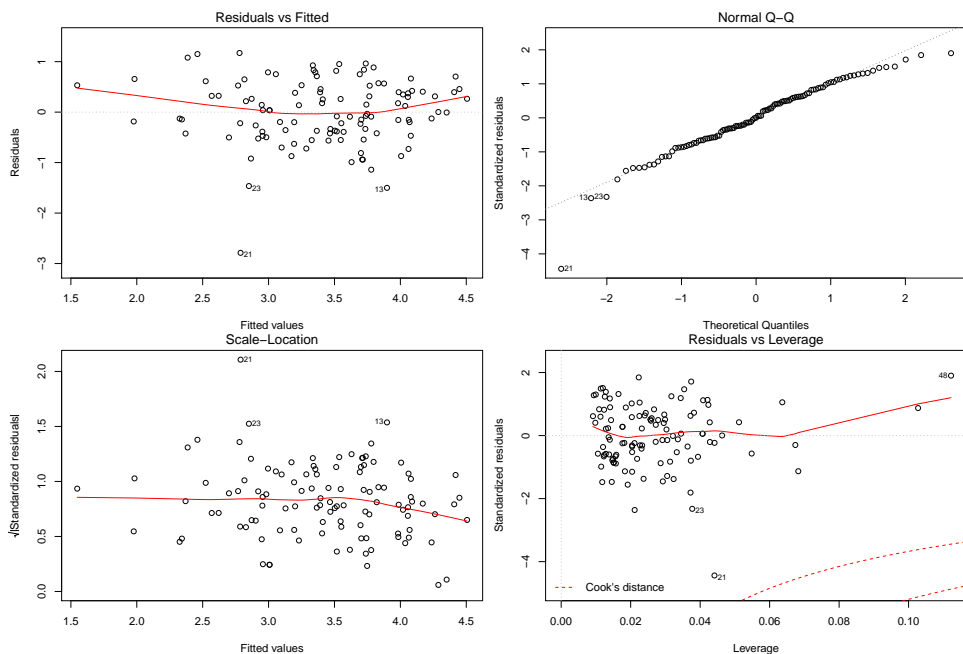 Residuals vs Fitted
Residuals
1
0
−1
−2
−3
23
13
21
1.5 2.0 2.5 3.0 3.5 4.0 4.5
Fitted values
Normal Q−Q
Standardized residuals
2
1
0
−1
−2
−3
−4
13
23
21
−2 −1 0 1 2
Theoretical Quantiles
Scale−Location
√|Standardized residuals|
2.0
1.5
1.0
0.5
0.0
21
23
13
1.5 2.0 2.5 3.0 3.5 4.0 4.5
Fitted values
Residuals vs Leverage
Standardized residuals
2
0
−2
−4
48
23
21
Cook's distance
0.00 0.02 0.04 0.06 0.08 0.10
Leverage